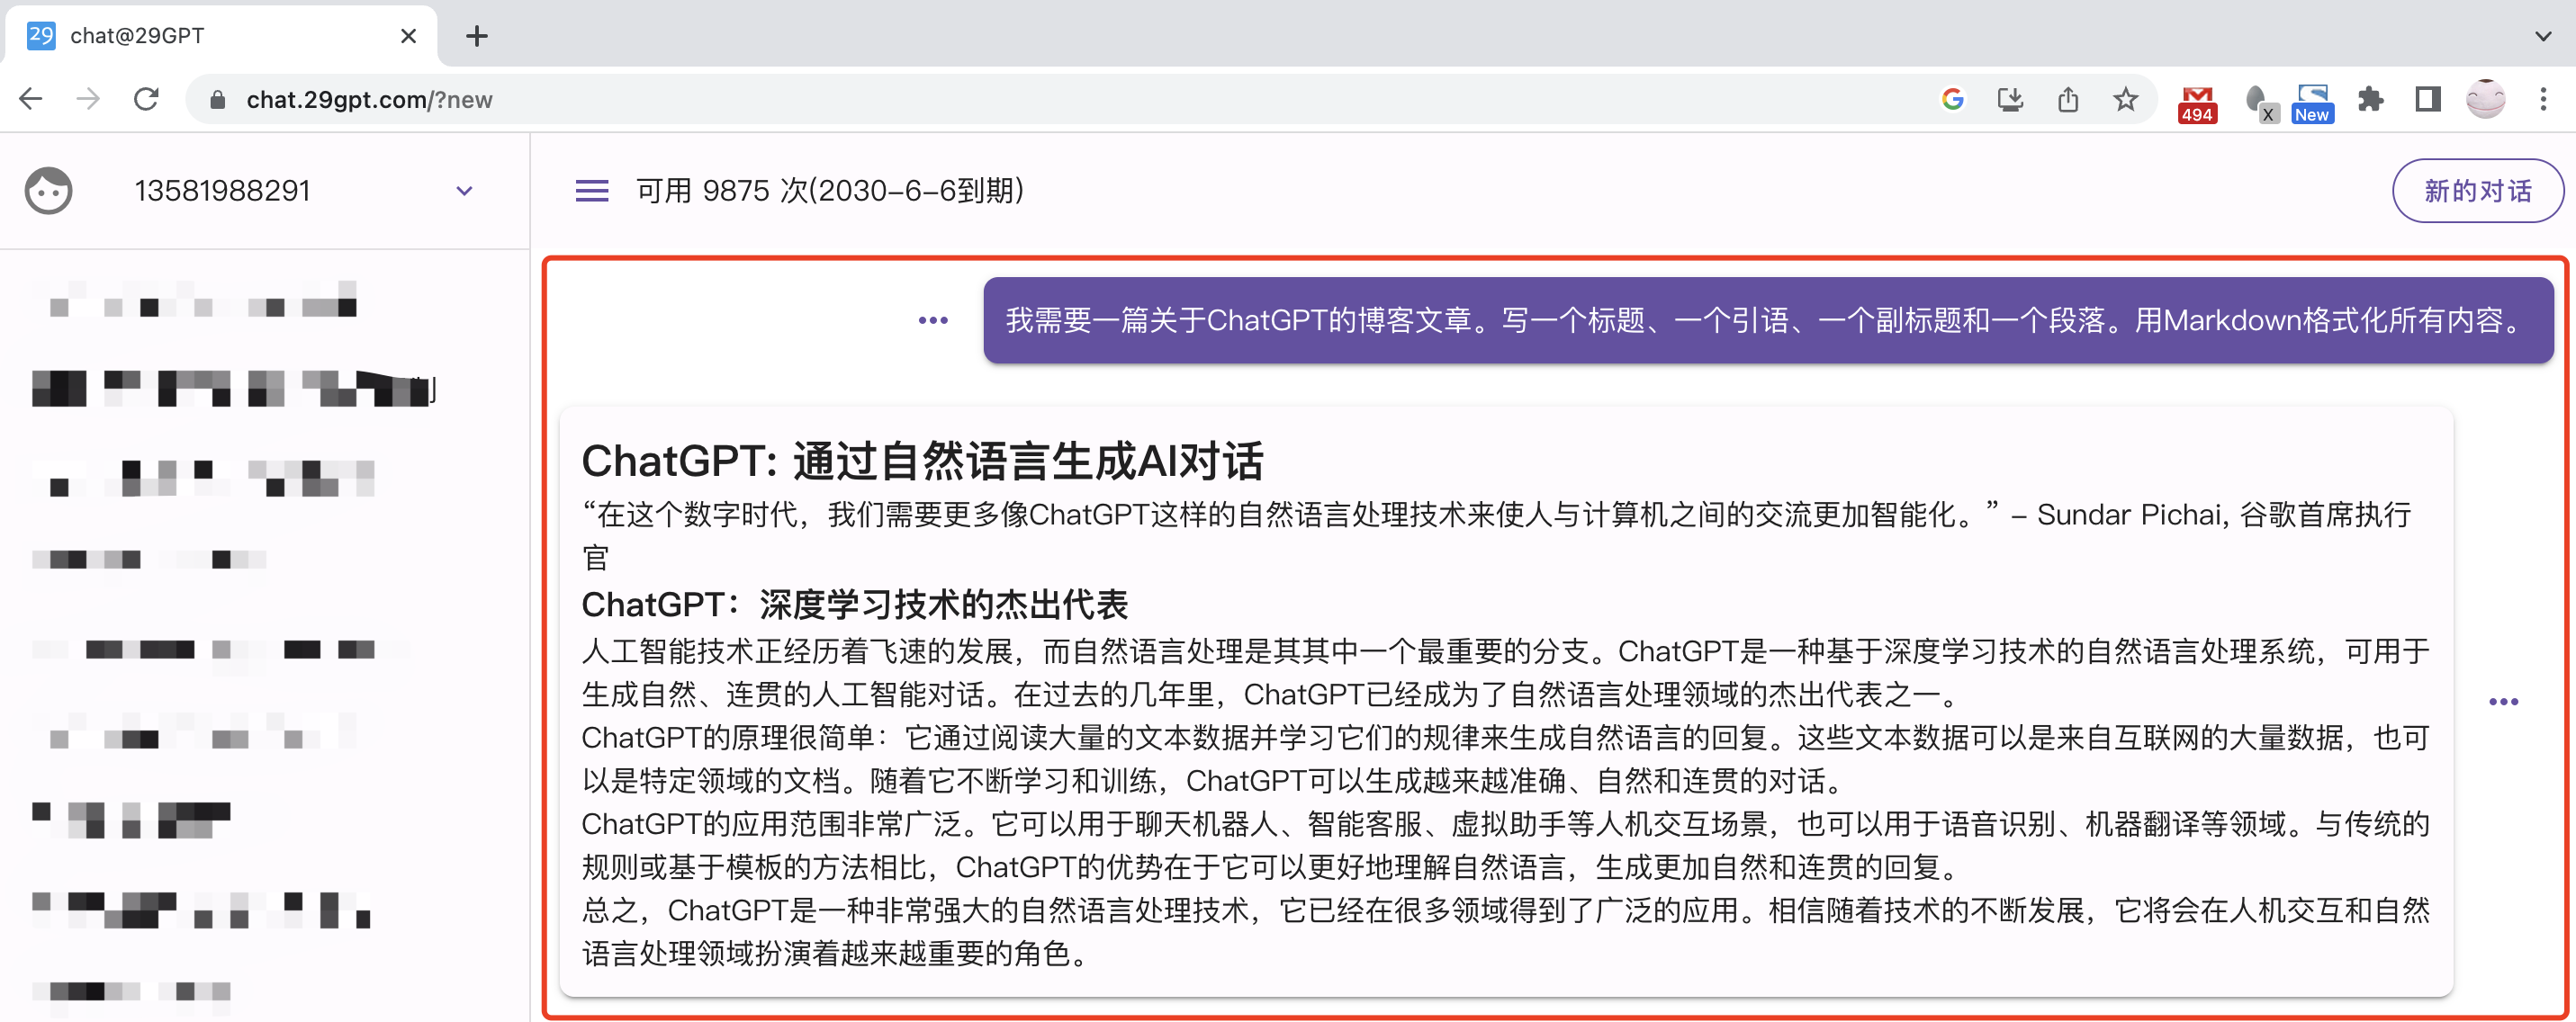 29 chat@29GPT
chat.29gpt.com/?new
494
X
New
13581988291
可用 9875 次(2030-6-6到期)
新的对话
我需要一篇关于ChatGPT的博客文章。写一个标题、一个引语、一个副标题和一个段落。用Markdown格式化所有内容。
ChatGPT: 通过自然语言生成AI对话
“在这个数字时代，我们需要更多像ChatGPT这样的自然语言处理技术来使人与计算机之间的交流更加智能化。” – Sundar Pichai, 谷歌首席执行
官
ChatGPT：深度学习技术的杰出代表
人工智能技术正经历着飞速的发展，而自然语言处理是其其中一个最重要的分支。ChatGPT是一种基于深度学习技术的自然语言处理系统，可用于
生成自然、连贯的人工智能对话。在过去的几年里，ChatGPT已经成为了自然语言处理领域的杰出代表之一。
ChatGPT的原理很简单：它通过阅读大量的文本数据并学习它们的规律来生成自然语言的回复。这些文本数据可以是来自互联网的大量数据，也可
以是特定领域的文档。随着它不断学习和训练，ChatGPT可以生成越来越准确、自然和连贯的对话。
ChatGPT的应用范围非常广泛。它可以用于聊天机器人、智能客服、虚拟助手等人机交互场景，也可以用于语音识别、机器翻译等领域。与传统的
规则或基于模板的方法相比，ChatGPT的优势在于它可以更好地理解自然语言，生成更加自然和连贯的回复。
总之，ChatGPT是一种非常强大的自然语言处理技术，它已经在很多领域得到了广泛的应用。相信随着技术的不断发展，它将会在人机交互和自然
语言处理领域扮演着越来越重要的角色。